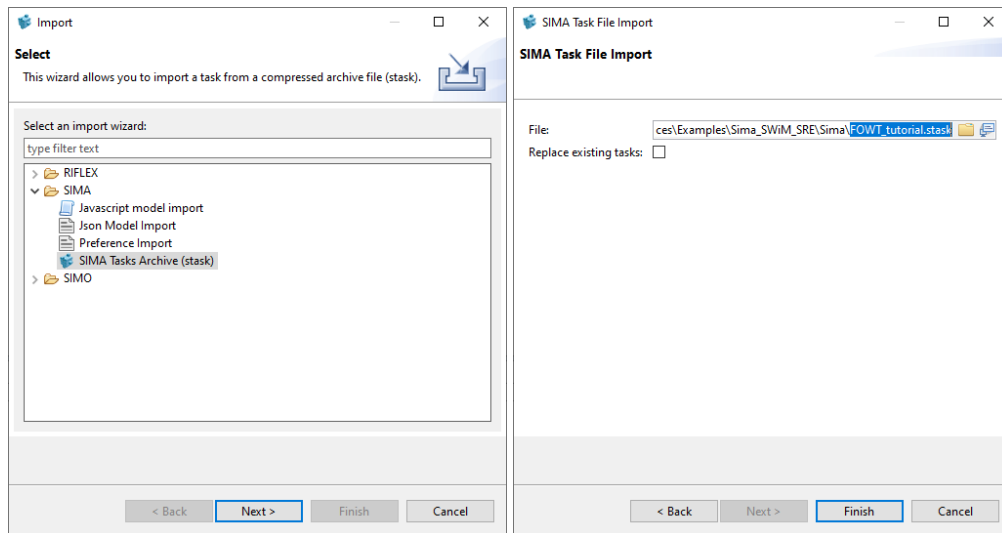 Import
Select
This wizard allows you to import a task from a compressed archive file (stask).
Select an import wizard:
type filter text
RIFLEX
SIMA
Javascript model import
Json Model Import
Preference Import
SIMA Tasks Archive (stask)
SIMO
< Back
Next >
Finish
Cancel
SIMA Task File Import
SIMA Task File Import
File: ces\Examples\Sima_SWiM_SRE\Sima\FOWT_tutorial.stask
Replace existing tasks:
< Back
Next >
Finish
Cancel